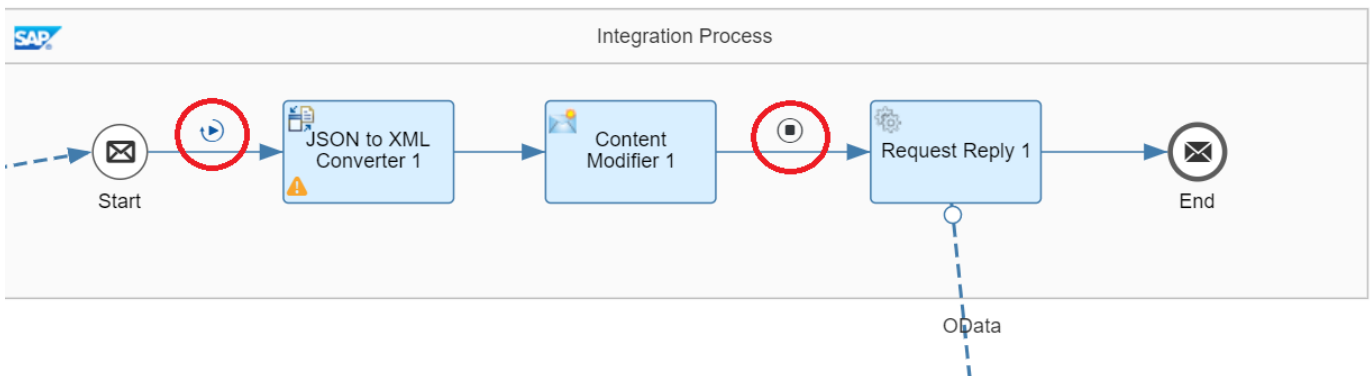 SAP
Integration Process
Start
JSON to XML
Converter 1
Content
Modifier 1
Request Reply 1
End
OData